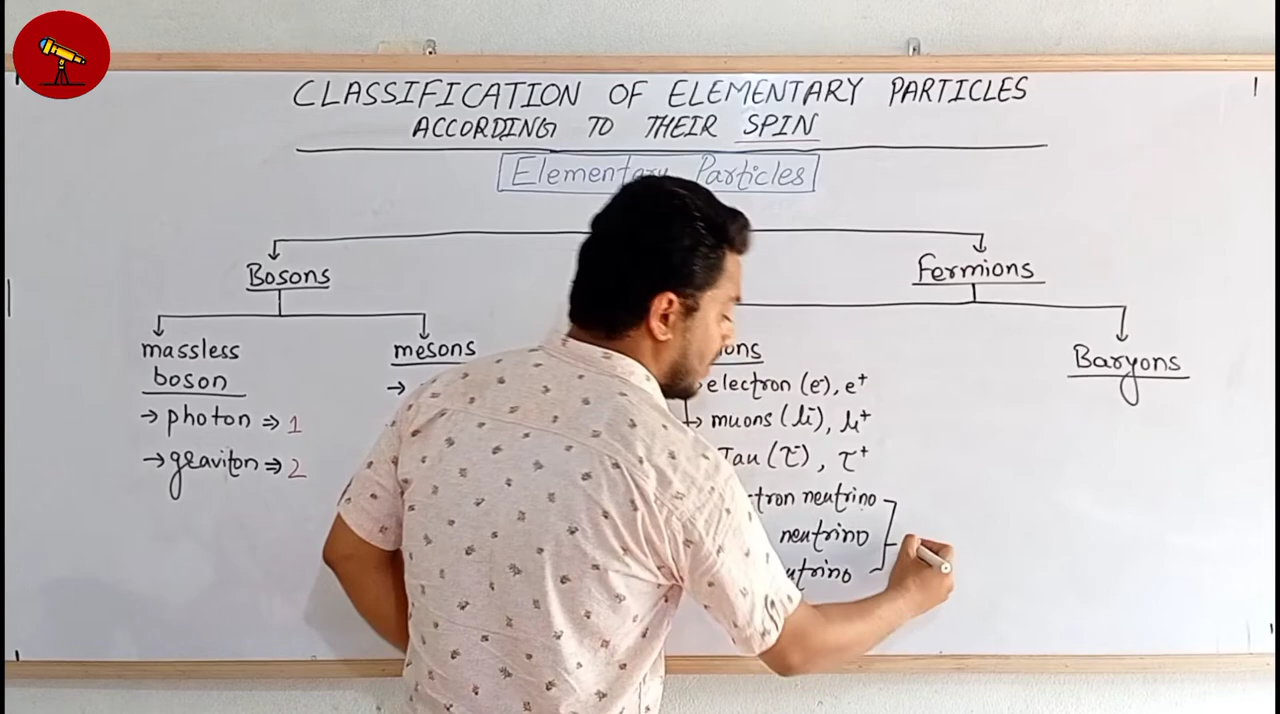 CLASSIFICATION OF ELEMENTARY PARTICLES
ACCORDING TO THEIR SPIN
Elementary Particles
Bosons
Fermions
massless
boson
→ photon ⇒ 1
→ graviton ⇒ 2
mesons
→
ons
electron (e⁻), e⁺
→ muons (μ⁻), μ⁺
Tau (τ⁻), τ⁺
tron neutrino
neutrino
utrino
Baryons